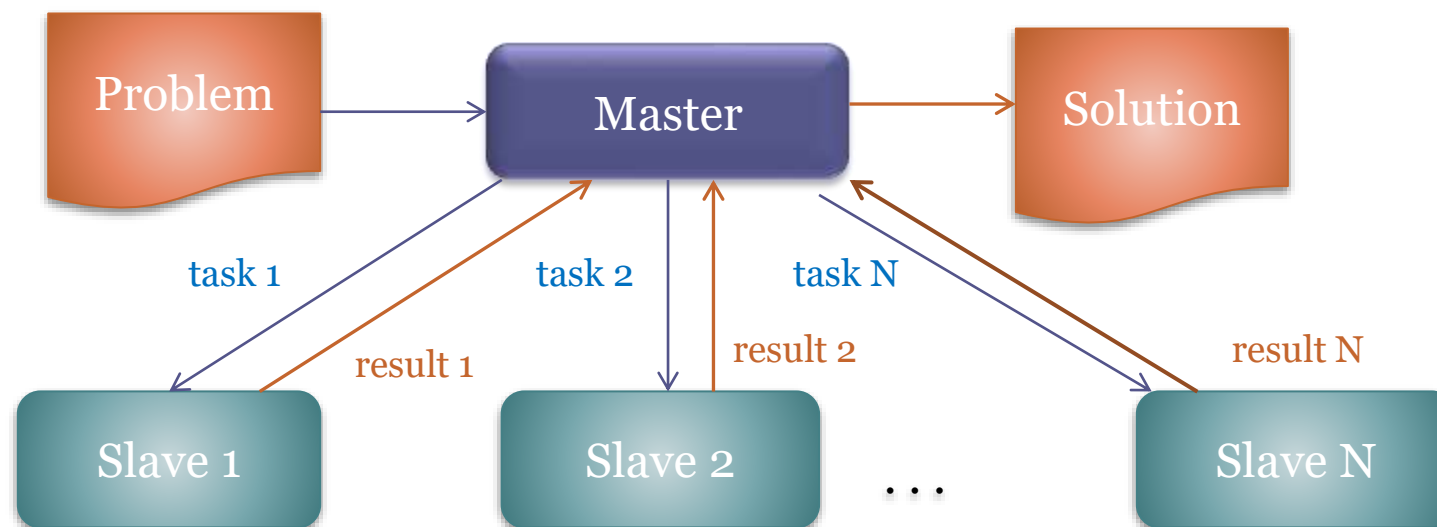 Problem
Master
Solution
task 1
task 2
task N
result 1
result 2
result N
Slave 1
Slave 2
. . .
Slave N